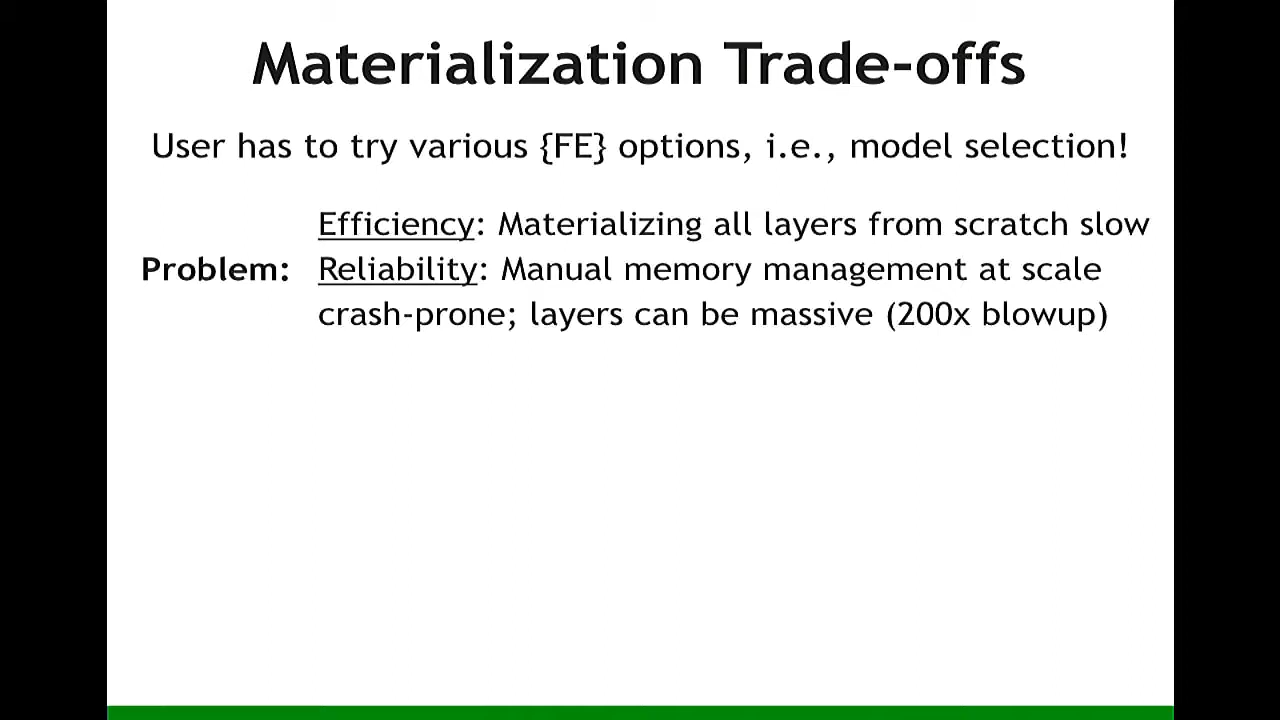 Materialization Trade-offs
User has to try various {FE} options, i.e., model selection!
Efficiency: Materializing all layers from scratch slow
Problem: Reliability: Manual memory management at scale
crash-prone; layers can be massive (200x blowup)